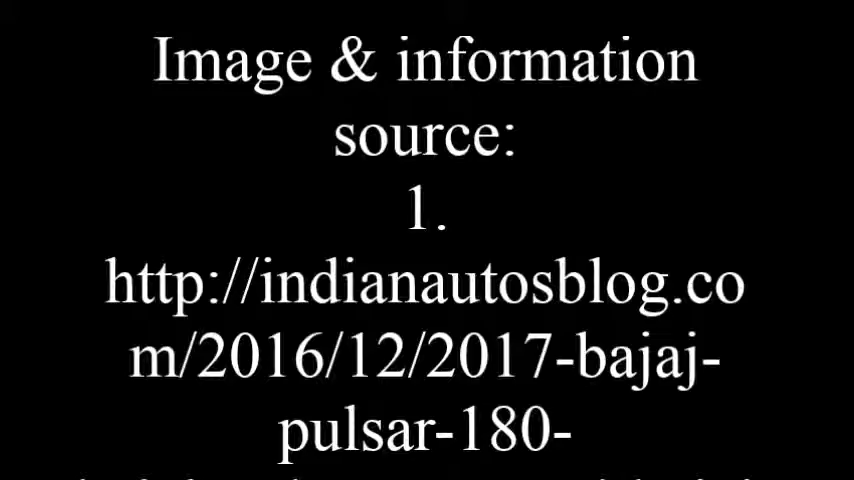 Image & information
source:
1.
http://indianautosblog.co
m/2016/12/2017-bajaj-
pulsar-180-